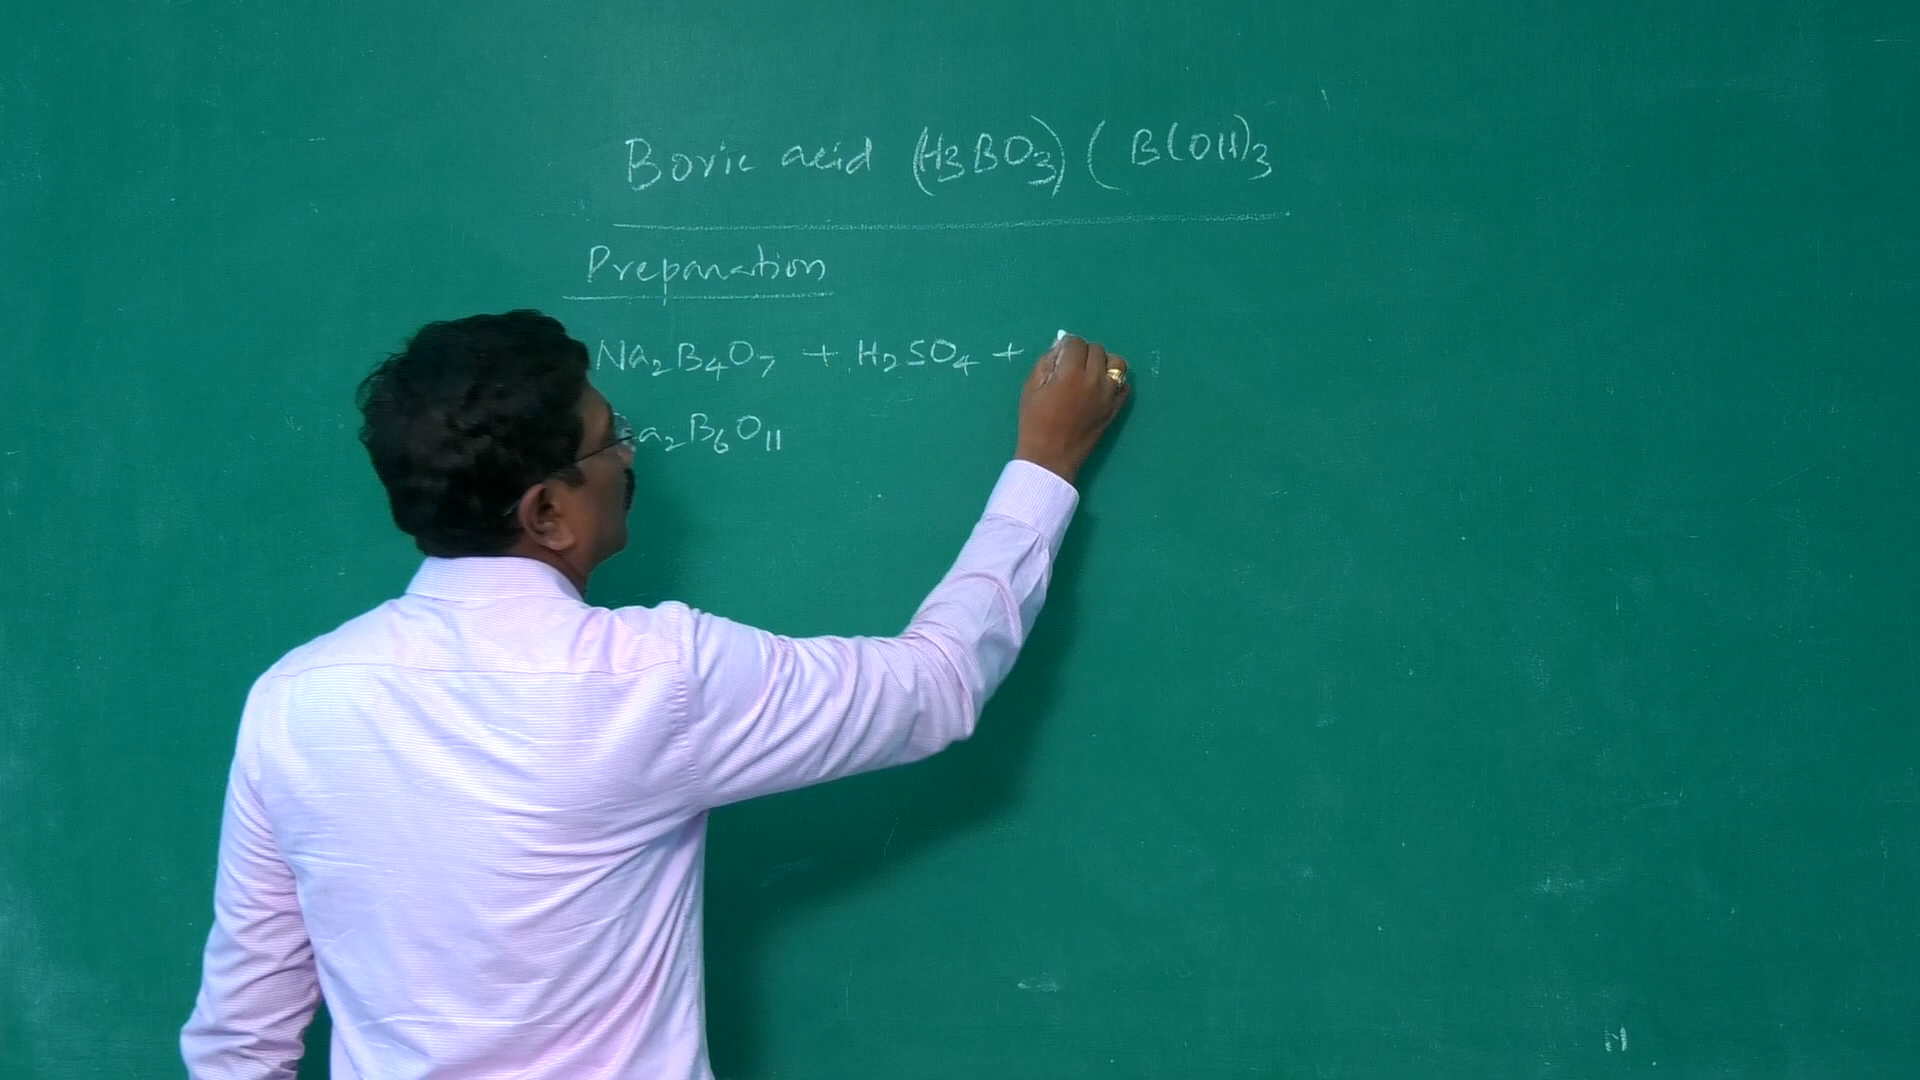 Boric acid (H3BO3) ( B(OH)3
Preparation
Na2B4O7 + H2SO4 +
a2B6O11